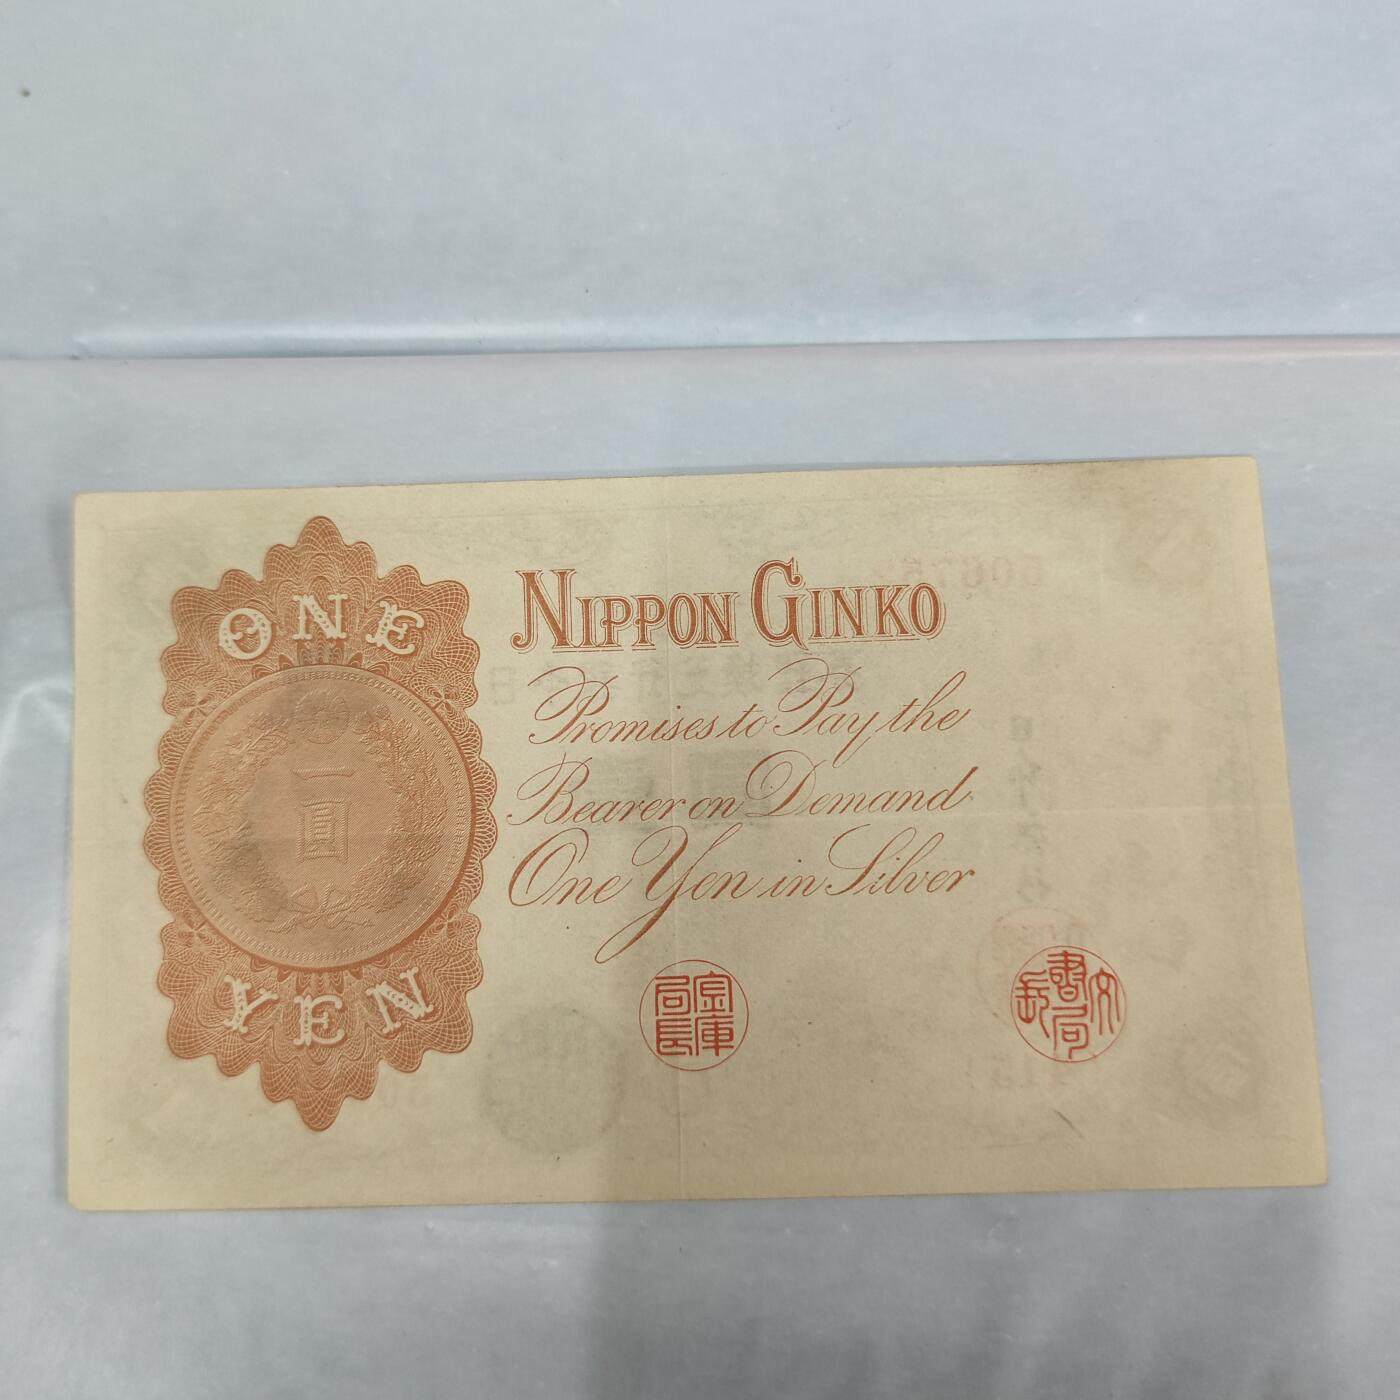 ONE
一圓
YEN
NIPPON GINKO
Promises to Pay the
Bearer on Demand
One Yen in Silver
金庫局長
文書局長